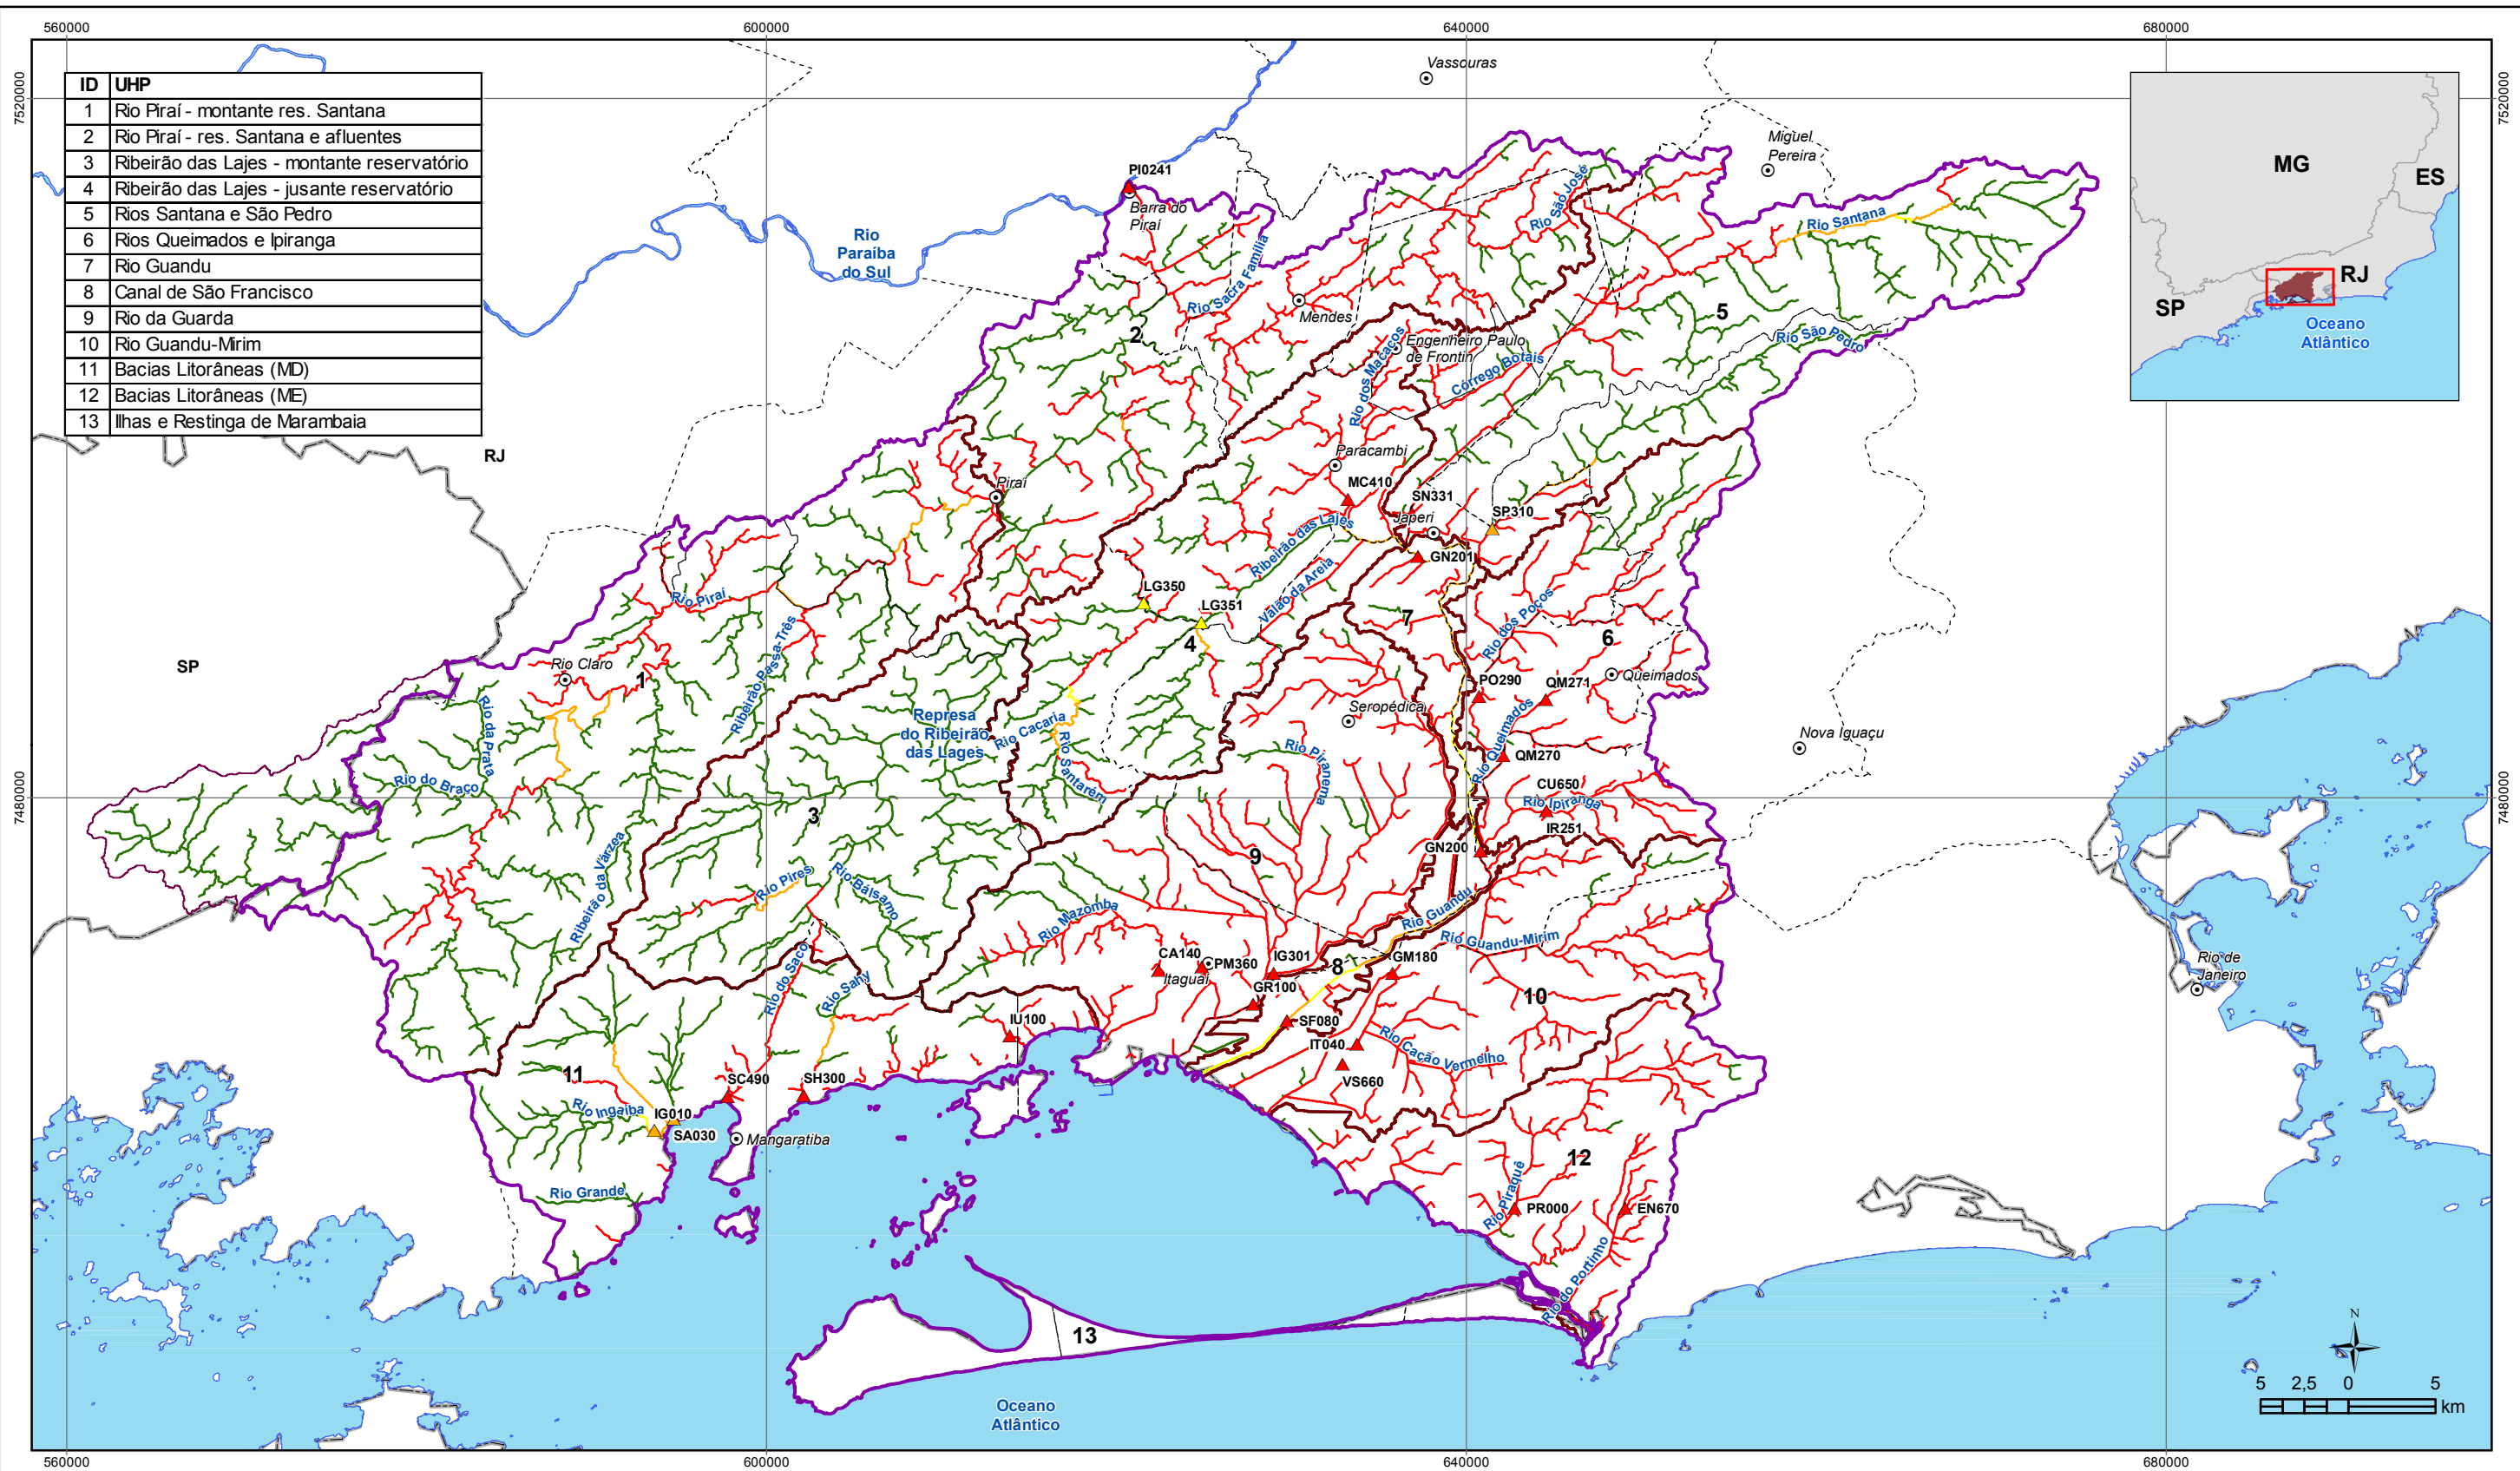 560000
600000
640000
680000
7520000
7520000
7480000
7480000
560000
600000
640000
680000
ID UHP
1 Rio Piraí - montante res. Santana
2 Rio Piraí - res. Santana e afluentes
3 Ribeirão das Lajes - montante reservatório
4 Ribeirão das Lajes - jusante reservatório
5 Rios Santana e São Pedro
6 Rios Queimados e Ipiranga
7 Rio Guandu
8 Canal de São Francisco
9 Rio da Guarda
10 Rio Guandu-Mirim
11 Bacias Litorâneas (MD)
12 Bacias Litorâneas (ME)
13 Ilhas e Restinga de Marambaia
MG
ES
RJ
SP
Oceano
Atlântico
Vassouras
Miguel
Pereira
PI0241
Barra do
Piraí
Rio
Paraíba
do Sul
Rio São José
Rio Santana
Rio Sacra Família
Mendes
2
5
Rio São Pedro
Engenheiro Paulo
de Frontin
Rio dos Macacos
Córrego Botais
RJ
Paracambi
Piraí
MC410
SN331
SP310
Japeri
Ribeirão das Lajes
GN201
Valão da Areia
LG350
LG351
Rio Piraí
7
Rio dos Poços
6
4
SP
Rio Claro
1
Ribeirão Passa-Três
Queimados
PO290
QM271
Seropédica
Rio da Prata
Represa
do Ribeirão
das Lages
Rio Caçaria
Rio Santarém
Rio Queimados
Nova Iguaçu
Rio Piranema
QM270
Rio do Braço
CU650
Rio Ipiranga
IR251
3
GN200
9
Ribeirão da Várzea
Rio Pires
Rio Bálsamo
Rio Mazomba
Rio Guandu
Rio Guandu-Mirim
Rio do Saco
Rio Sahy
CA140
PM360
Itaguaí
IG301
8
GM180
GR100
10
Rio de
Janeiro
IU100
SF080
IT040
Rio Cação Vermelho
VS660
11
SC490
SH300
Rio Ingaíba
IG010
SA030
Mangaratiba
12
Rio Grande
Rio Piraquê
PR000
EN670
Rio do Portinho
13
Oceano
Atlântico
N
5 2,5 0 5
km